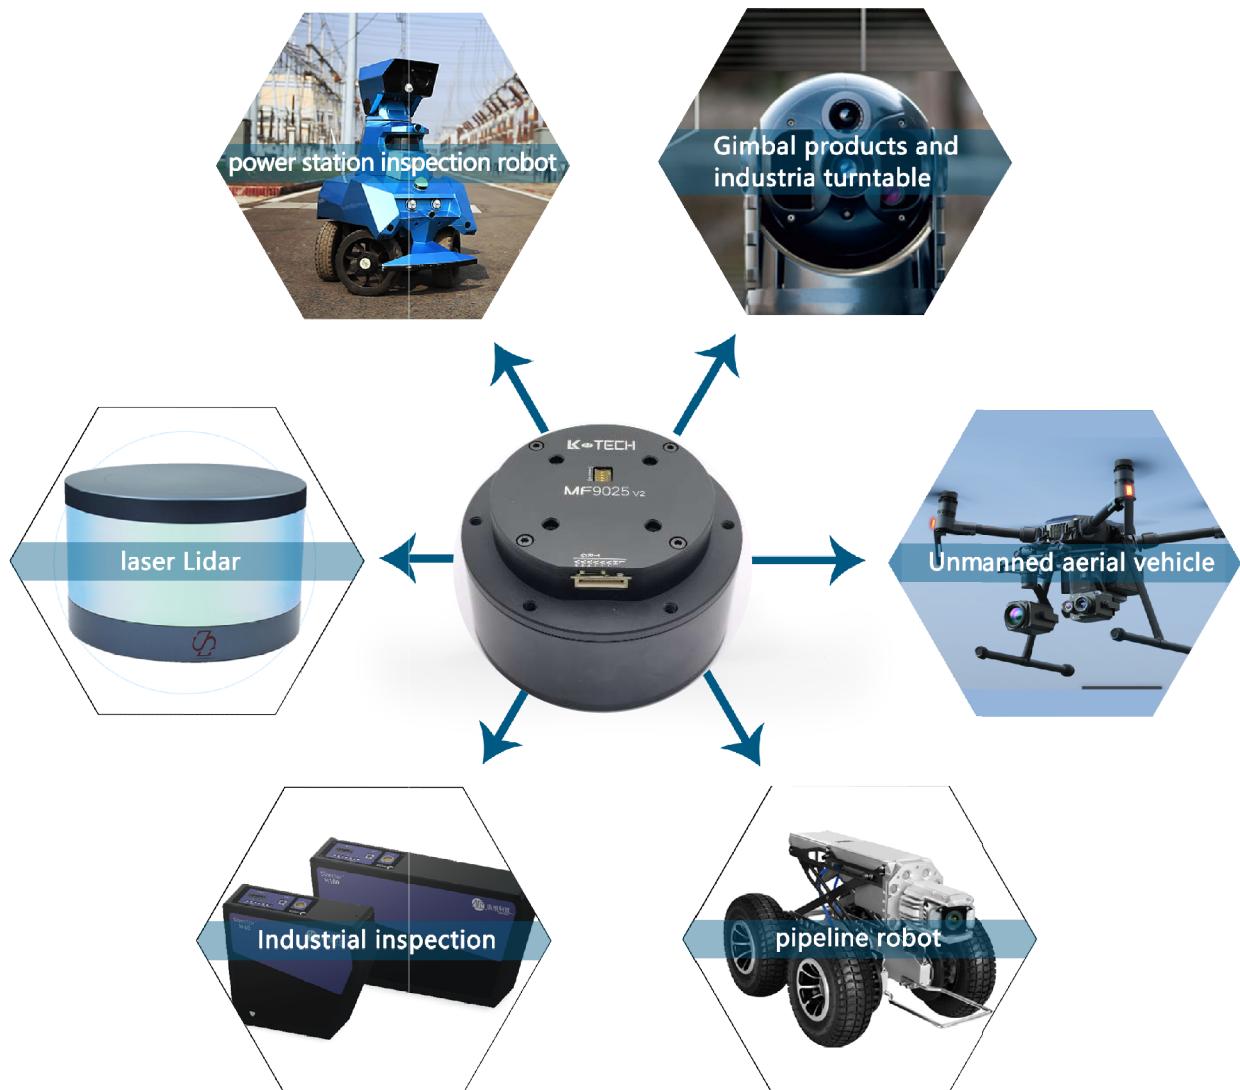 power station inspection robot
Gimbal products and
industria turntable
LK TECH
MF9025 V2
laser Lidar
Unmanned aerial vehicle
Industrial inspection
pipeline robot